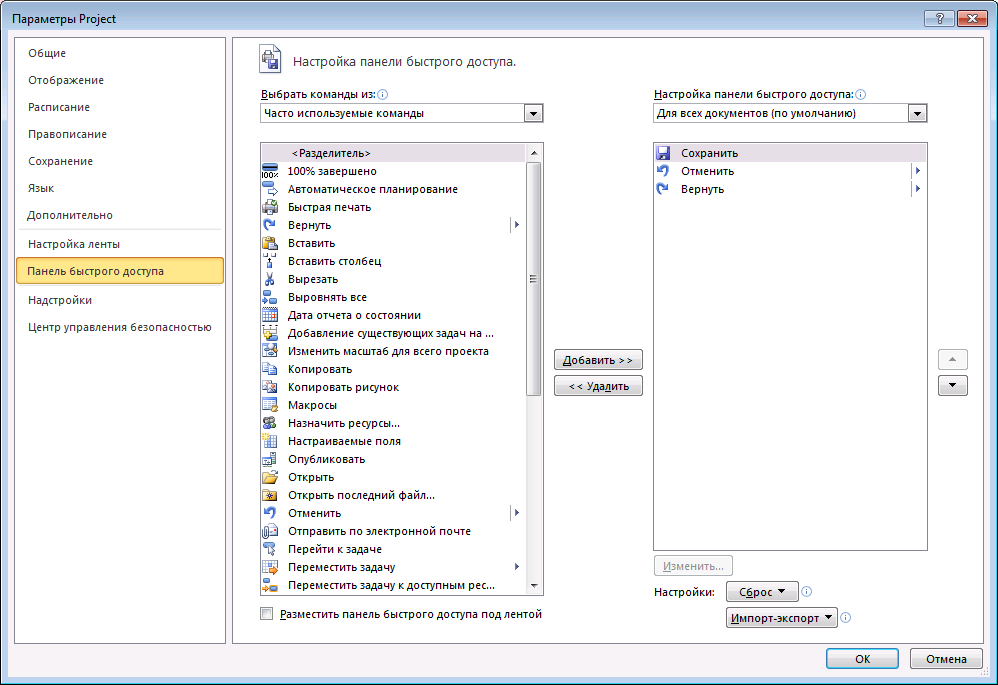 Параметры Project
Общие
Отображение
Расписание
Правописание
Сохранение
Язык
Дополнительно
Настройка ленты
Панель быстрого доступа
Надстройки
Центр управления безопасностью
Настройка панели быстрого доступа.
Выбрать команды из:
Часто используемые команды
<Разделитель>
100% завершено
Автоматическое планирование
Быстрая печать
Вернуть
Вставить
Вставить столбец
Вырезать
Выровнять все
Дата отчета о состоянии
Добавление существующих задач на ...
Изменить масштаб для всего проекта
Копировать
Копировать рисунок
Макросы
Назначить ресурсы...
Настраиваемые поля
Опубликовать
Открыть
Открыть последний файл...
Отменить
Отправить по электронной почте
Перейти к задаче
Переместить задачу
Переместить задачу к доступным рес...
Разместить панель быстрого доступа под лентой
Добавить >>
<< Удалить
Настройка панели быстрого доступа:
Для всех документов (по умолчанию)
Сохранить
Отменить
Вернуть
Изменить...
Настройки:
Сброс
Импорт-экспорт
ОК
Отмена